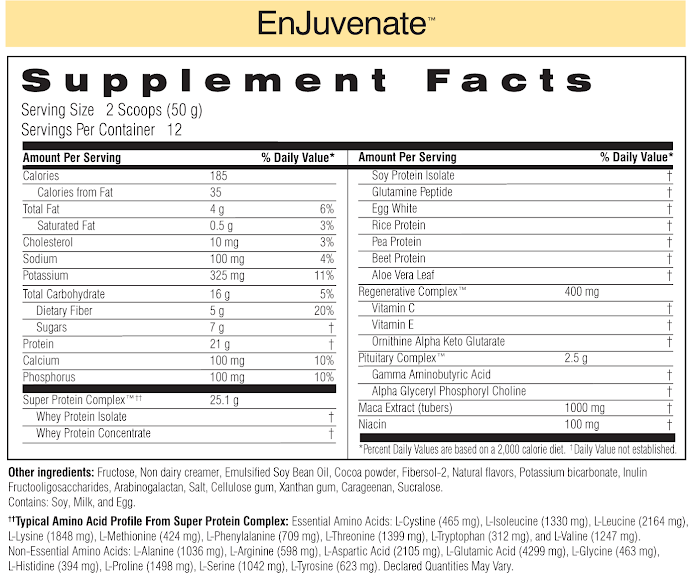 EnJuvenate™
Supplement Facts
Serving Size 2 Scoops (50 g)
Servings Per Container 12
Amount Per Serving % Daily Value*
Calories 185
Calories from Fat 35
Total Fat 4 g 6%
Saturated Fat 0.5 g 3%
Cholesterol 10 mg 3%
Sodium 100 mg 4%
Potassium 325 mg 11%
Total Carbohydrate 16 g 5%
Dietary Fiber 5 g 20%
Sugars 7 g †
Protein 21 g †
Calcium 100 mg 10%
Phosphorus 100 mg 10%
Super Protein Complex™†† 25.1 g
Whey Protein Isolate †
Whey Protein Concentrate †
Amount Per Serving % Daily Value*
Soy Protein Isolate †
Glutamine Peptide †
Egg White †
Rice Protein †
Pea Protein †
Beet Protein †
Aloe Vera Leaf †
Regenerative Complex™ 400 mg
Vitamin C †
Vitamin E †
Ornithine Alpha Keto Glutarate †
Pituitary Complex™ 2.5 g
Gamma Aminobutyric Acid †
Alpha Glyceryl Phosphoryl Choline †
Maca Extract (tubers) 1000 mg †
Niacin 100 mg †
*Percent Daily Values are based on a 2,000 calorie diet. †Daily Value not established.
Other ingredients: Fructose, Non dairy creamer, Emulsified Soy Bean Oil, Cocoa powder, Fibersol-2, Natural flavors, Potassium bicarbonate, Inulin
Fructooligosaccharides, Arabinogalactan, Salt, Cellulose gum, Xanthan gum, Carageenan, Sucralose.
Contains: Soy, Milk, and Egg.
††Typical Amino Acid Profile From Super Protein Complex: Essential Amino Acids: L-Cystine (465 mg), L-Isoleucine (1330 mg), L-Leucine (2164 mg),
L-Lysine (1848 mg), L-Methionine (424 mg), L-Phenylalanine (709 mg), L-Threonine (1399 mg), L-Tryptophan (312 mg), and L-Valine (1247 mg).
Non-Essential Amino Acids: L-Alanine (1036 mg), L-Arginine (598 mg), L-Aspartic Acid (2105 mg), L-Glutamic Acid (4299 mg), L-Glycine (463 mg),
L-Histidine (394 mg), L-Proline (1498 mg), L-Serine (1042 mg), L-Tyrosine (623 mg). Declared Quantities May Vary.